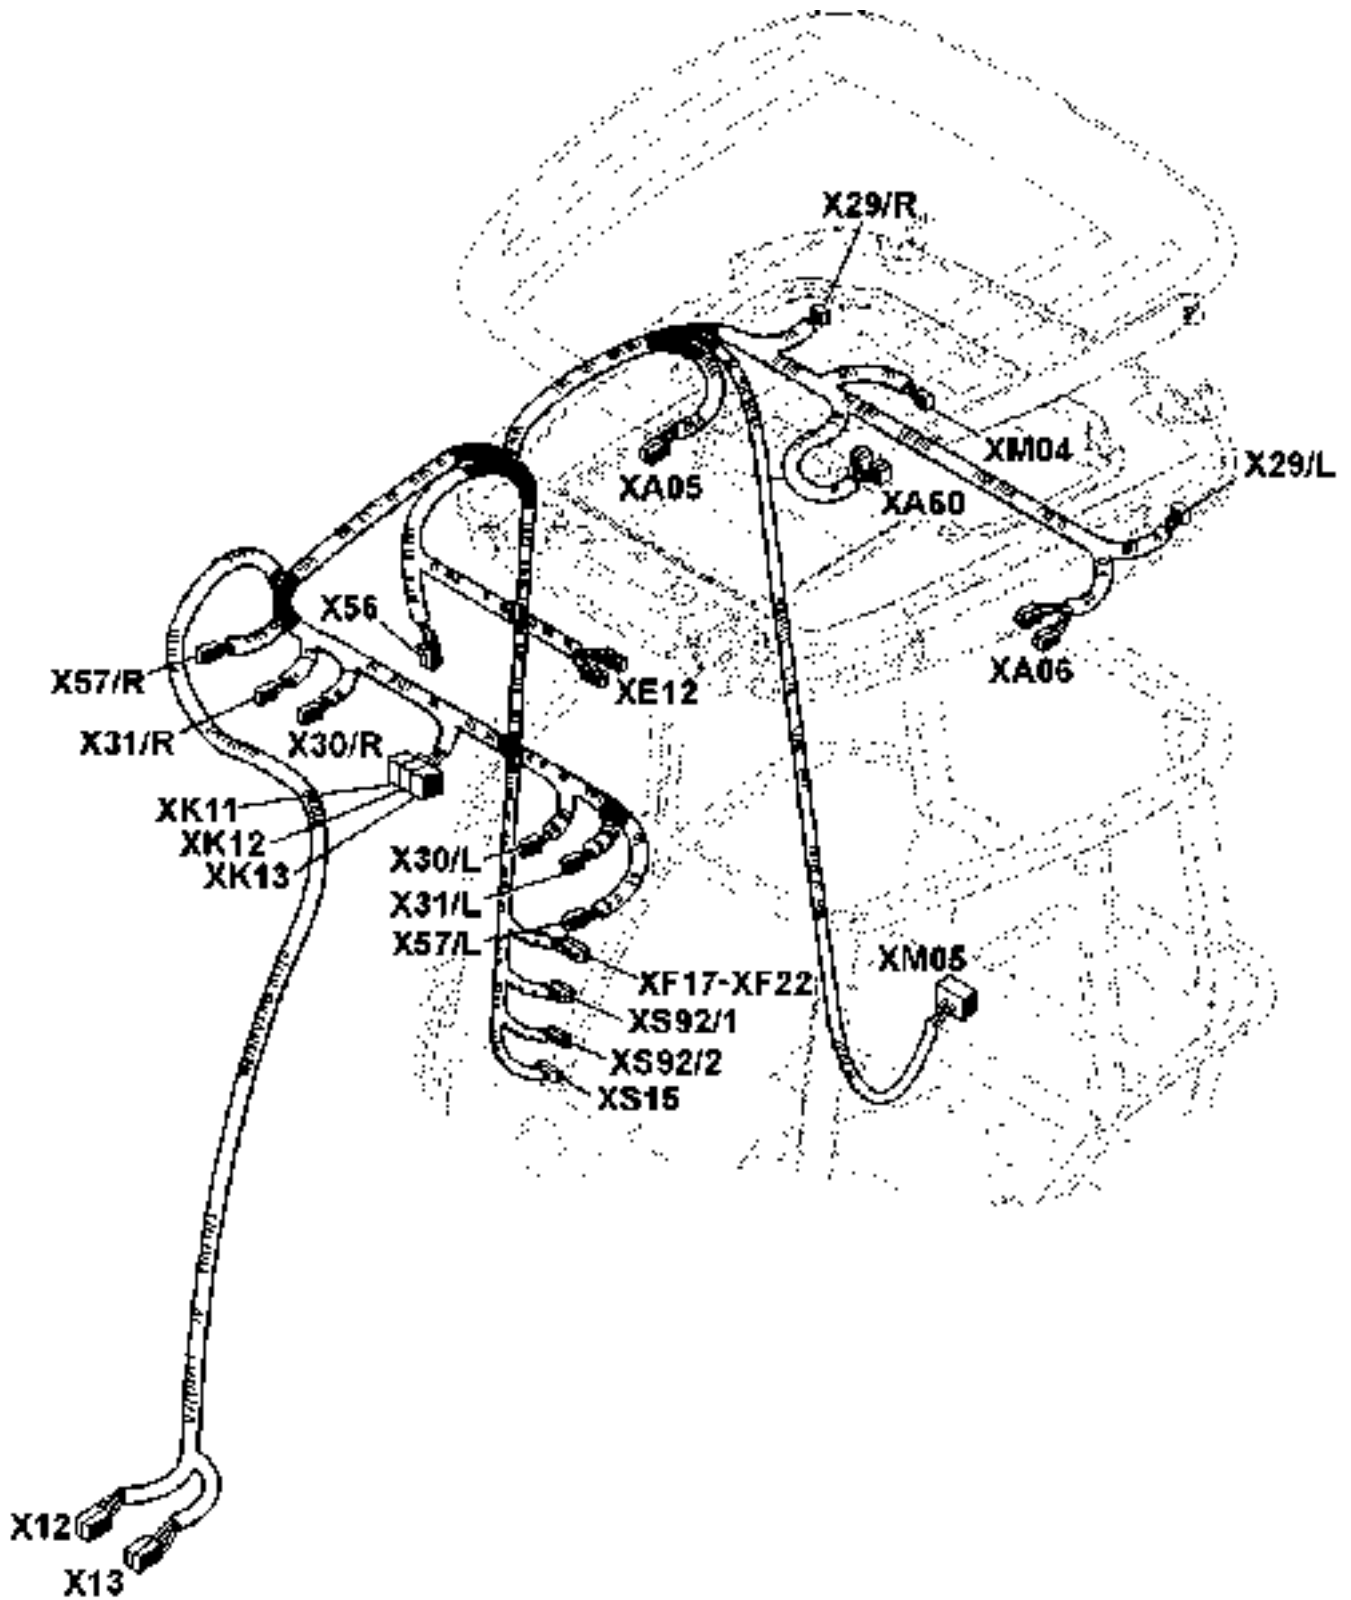 X29/R
XM04
X29/L
XA05
XA60
X56
XA06
X57/R
XE12
X31/R
X30/R
XK11
XK12
XK13
X30/L
X31/L
X57/L
XM05
XF17-XF22
XS92/1
XS92/2
XS15
X12
X13